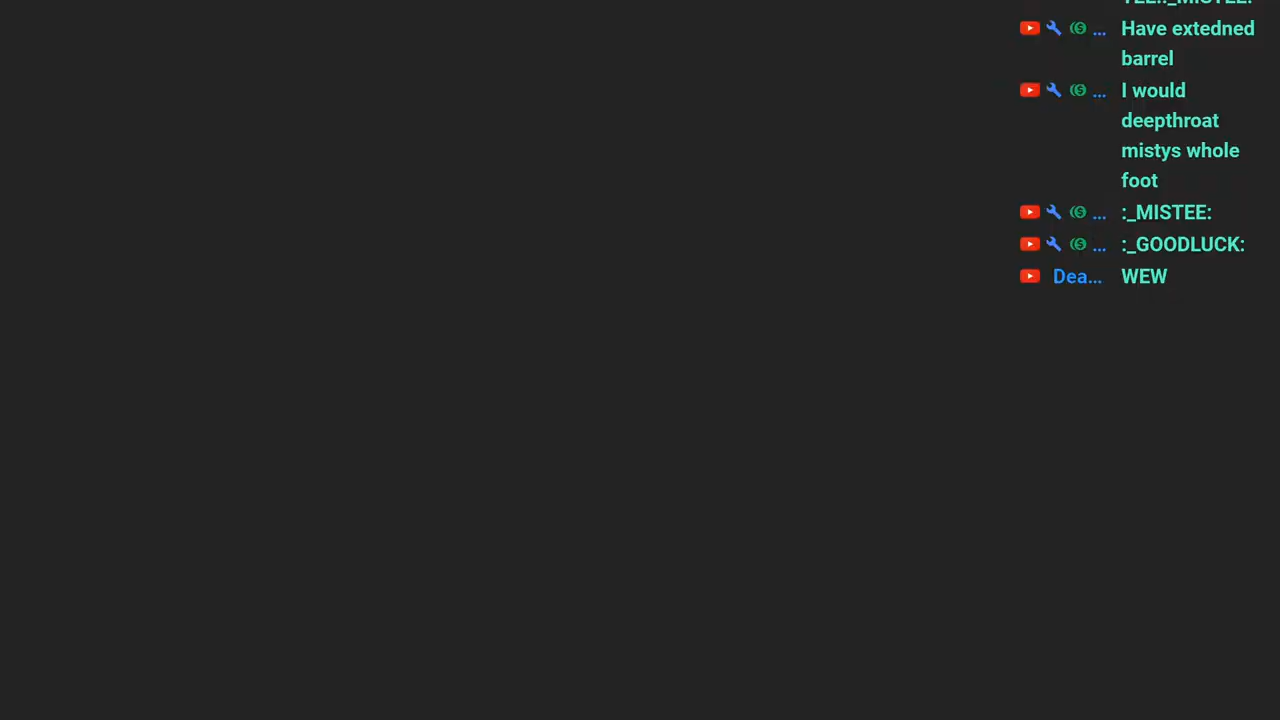 ... Have extedned
barrel
... I would
deepthroat
mistys whole
foot
... :_MISTEE:
... :_GOODLUCK:
Dea... WEW